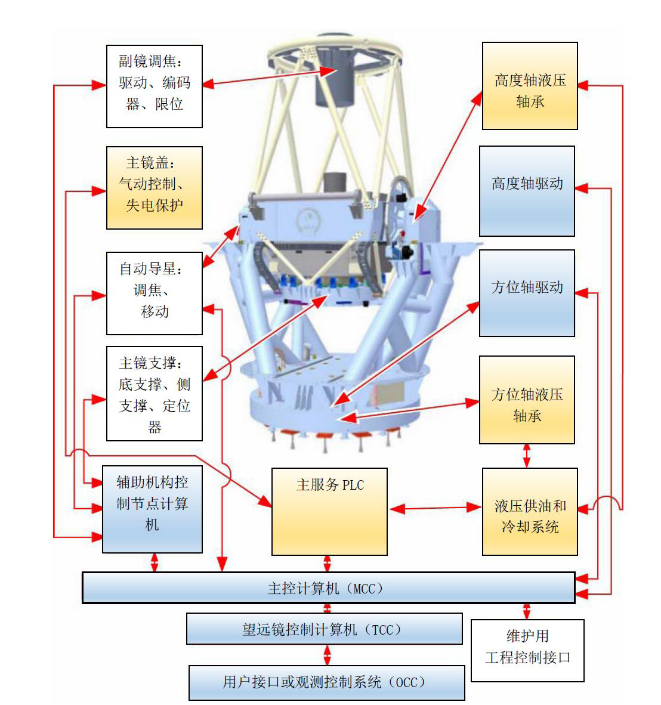 副镜调焦：
驱动、编码
器、限位
主镜盖：
气动控制、
失电保护
自动导星：
调焦、
移动
主镜支撑：
底支撑、侧
支撑、定位
器
高度轴液压
轴承
高度轴驱动
方位轴驱动
方位轴液压
轴承
辅助机构控
制节点计算
机
主服务 PLC
液压供油和
冷却系统
主控计算机（MCC）
望远镜控制计算机（TCC）
维护用
工程控制接口
用户接口或观测控制系统（OCC）